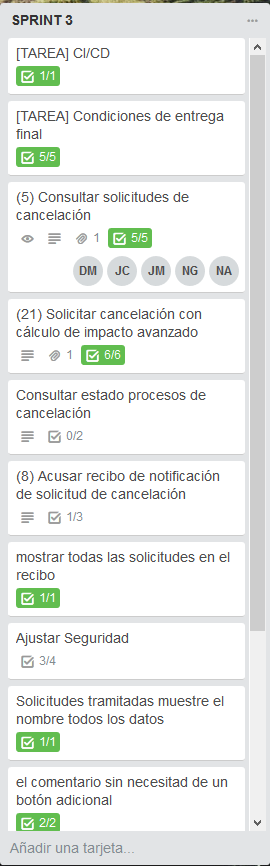 SPRINT 3
[TAREA] CI/CD
1/1
[TAREA] Condiciones de entrega
final
5/5
(5) Consultar solicitudes de
cancelación
1 5/5
DM JC JM NG NA
(21) Solicitar cancelación con
cálculo de impacto avanzado
1 6/6
Consultar estado procesos de
cancelación
0/2
(8) Acusar recibo de notificación
de solicitud de cancelación
1/3
mostrar todas las solicitudes en el
recibo
1/1
Ajustar Seguridad
3/4
Solicitudes tramitadas muestre el
nombre todos los datos
1/1
el comentario sin necesidad de un
botón adicional
2/2
Añadir una tarjeta...